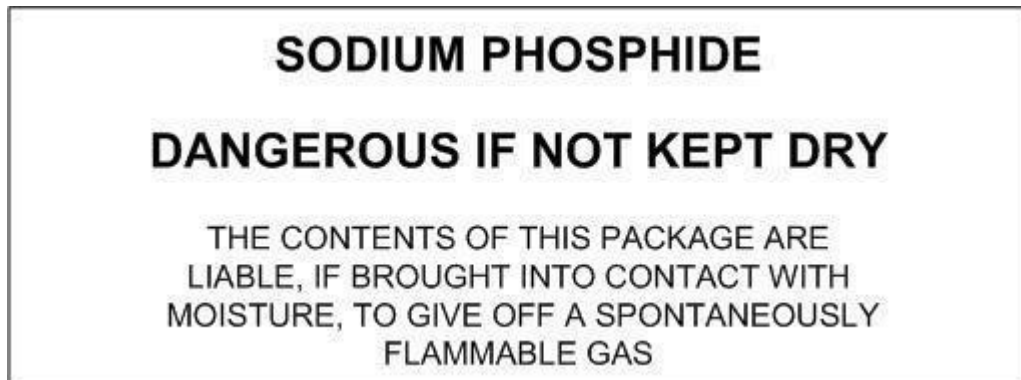 SODIUM PHOSPHIDE
DANGEROUS IF NOT KEPT DRY
THE CONTENTS OF THIS PACKAGE ARE
LIABLE, IF BROUGHT INTO CONTACT WITH
MOISTURE, TO GIVE OFF A SPONTANEOUSLY
FLAMMABLE GAS